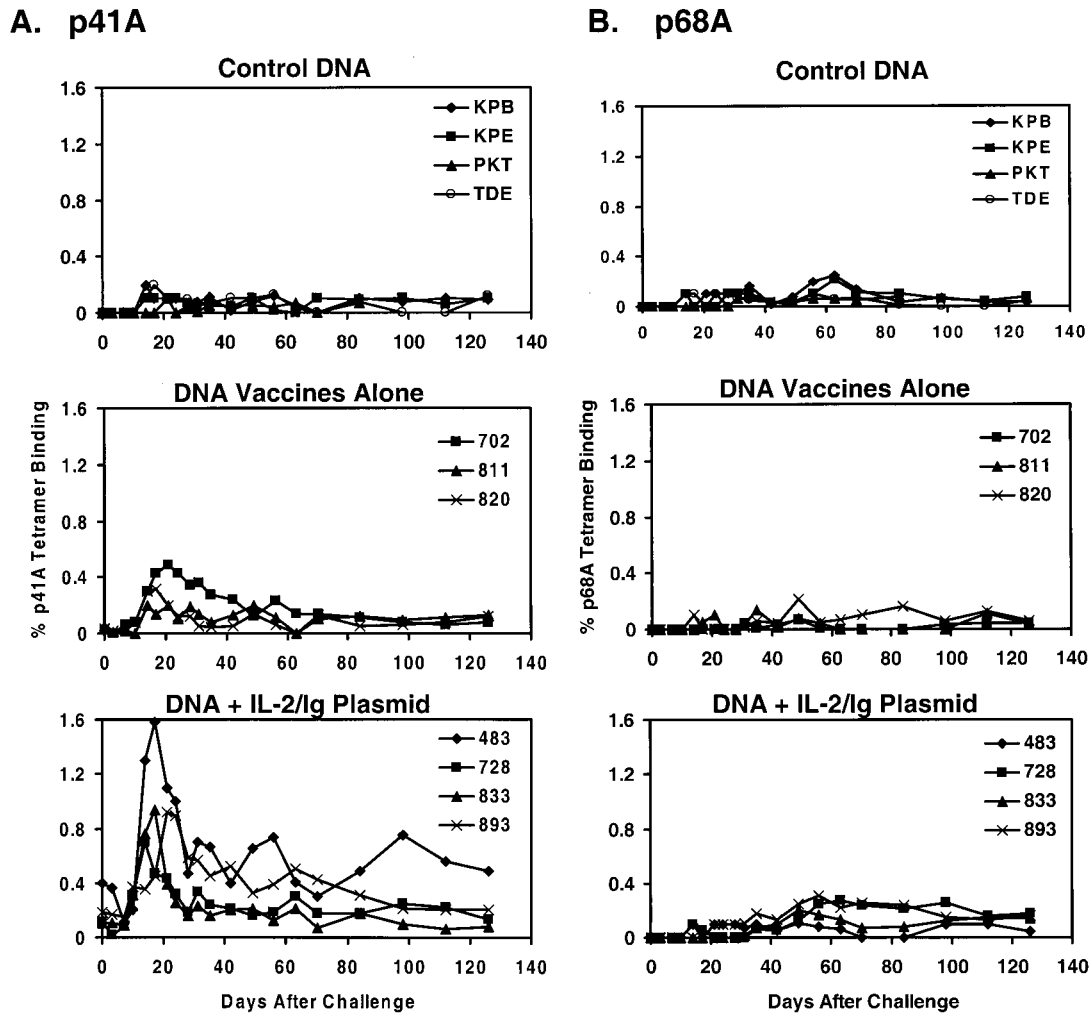 A. p41A
Control DNA
1.6
1.2
0.8
0.4
0
0 20 40 60 80 100 120 140
KPB
KPE
PKT
TDE
DNA Vaccines Alone
% p41A Tetramer Binding
1.6
1.2
0.8
0.4
0
0 20 40 60 80 100 120 140
702
811
820
DNA + IL-2/Ig Plasmid
1.6
1.2
0.8
0.4
0
0 20 40 60 80 100 120 140
483
728
833
893
Days After Challenge
B. p68A
Control DNA
1.6
1.2
0.8
0.4
0
0 20 40 60 80 100 120 140
KPB
KPE
PKT
TDE
DNA Vaccines Alone
% p68A Tetramer Binding
1.6
1.2
0.8
0.4
0
0 20 40 60 80 100 120 140
702
811
820
DNA + IL-2/Ig Plasmid
1.6
1.2
0.8
0.4
0
0 20 40 60 80 100 120 140
483
728
833
893
Days After Challenge